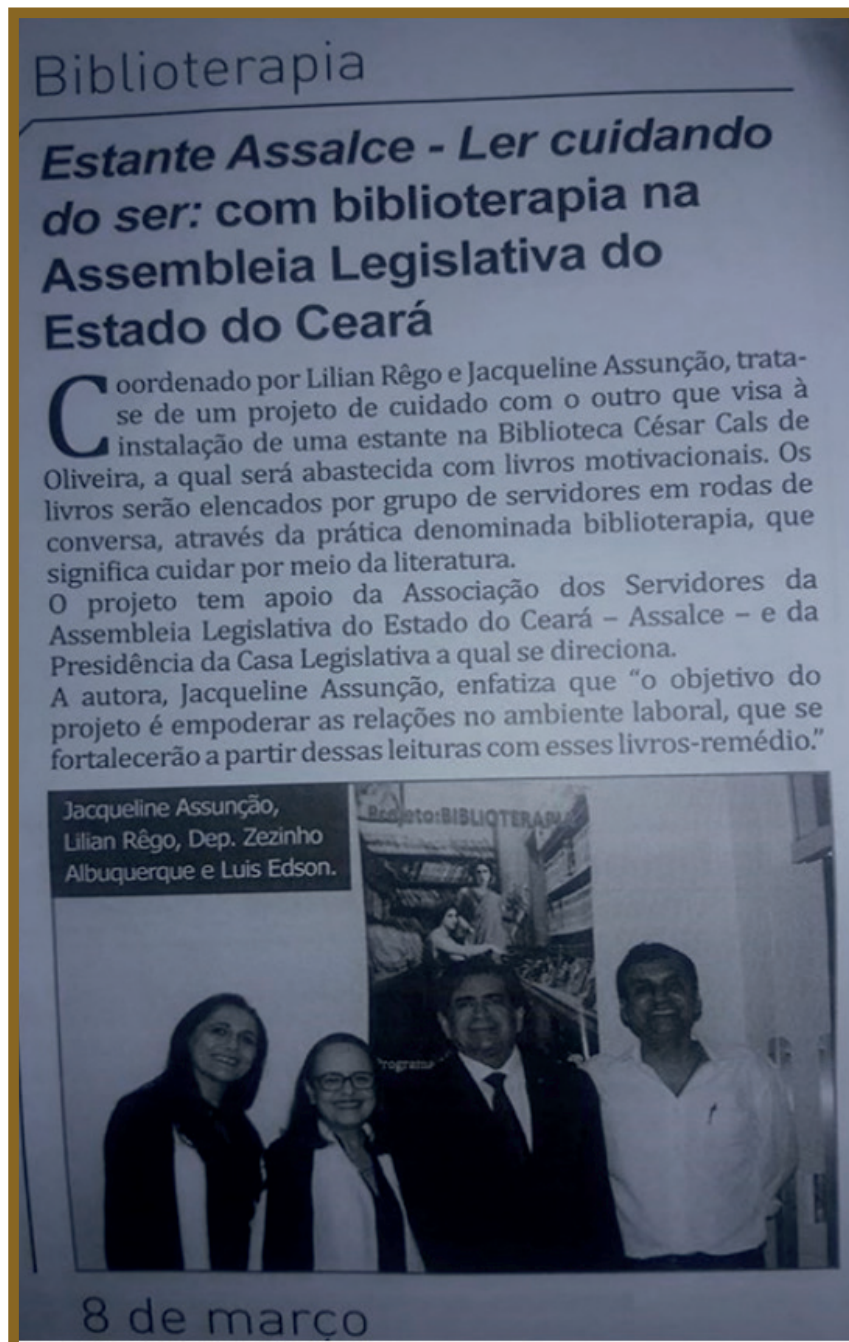 Biblioterapia
Estante Assalce - Ler cuidando
do ser: com biblioterapia na
Assembleia Legislativa do
Estado do Ceará
Coordenado por Lilian Rêgo e Jacqueline Assunção, trata-
se de um projeto de cuidado com o outro que visa à
instalação de uma estante na Biblioteca César Cals de
Oliveira, a qual será abastecida com livros motivacionais. Os
livros serão elencados por grupo de servidores em rodas de
conversa, através da prática denominada biblioterapia, que
significa cuidar por meio da literatura.
O projeto tem apoio da Associação dos Servidores da
Assembleia Legislativa do Estado do Ceará – Assalce – e da
Presidência da Casa Legislativa a qual se direciona.
A autora, Jacqueline Assunção, enfatiza que “o objetivo do
projeto é empoderar as relações no ambiente laboral, que se
fortalecerão a partir dessas leituras com esses livros-remédio.”
Jacqueline Assunção,
Lilian Rêgo, Dep. Zezinho
Albuquerque e Luis Edson.
Projeto:BIBLIOTERAPIA
Programa
8 de março